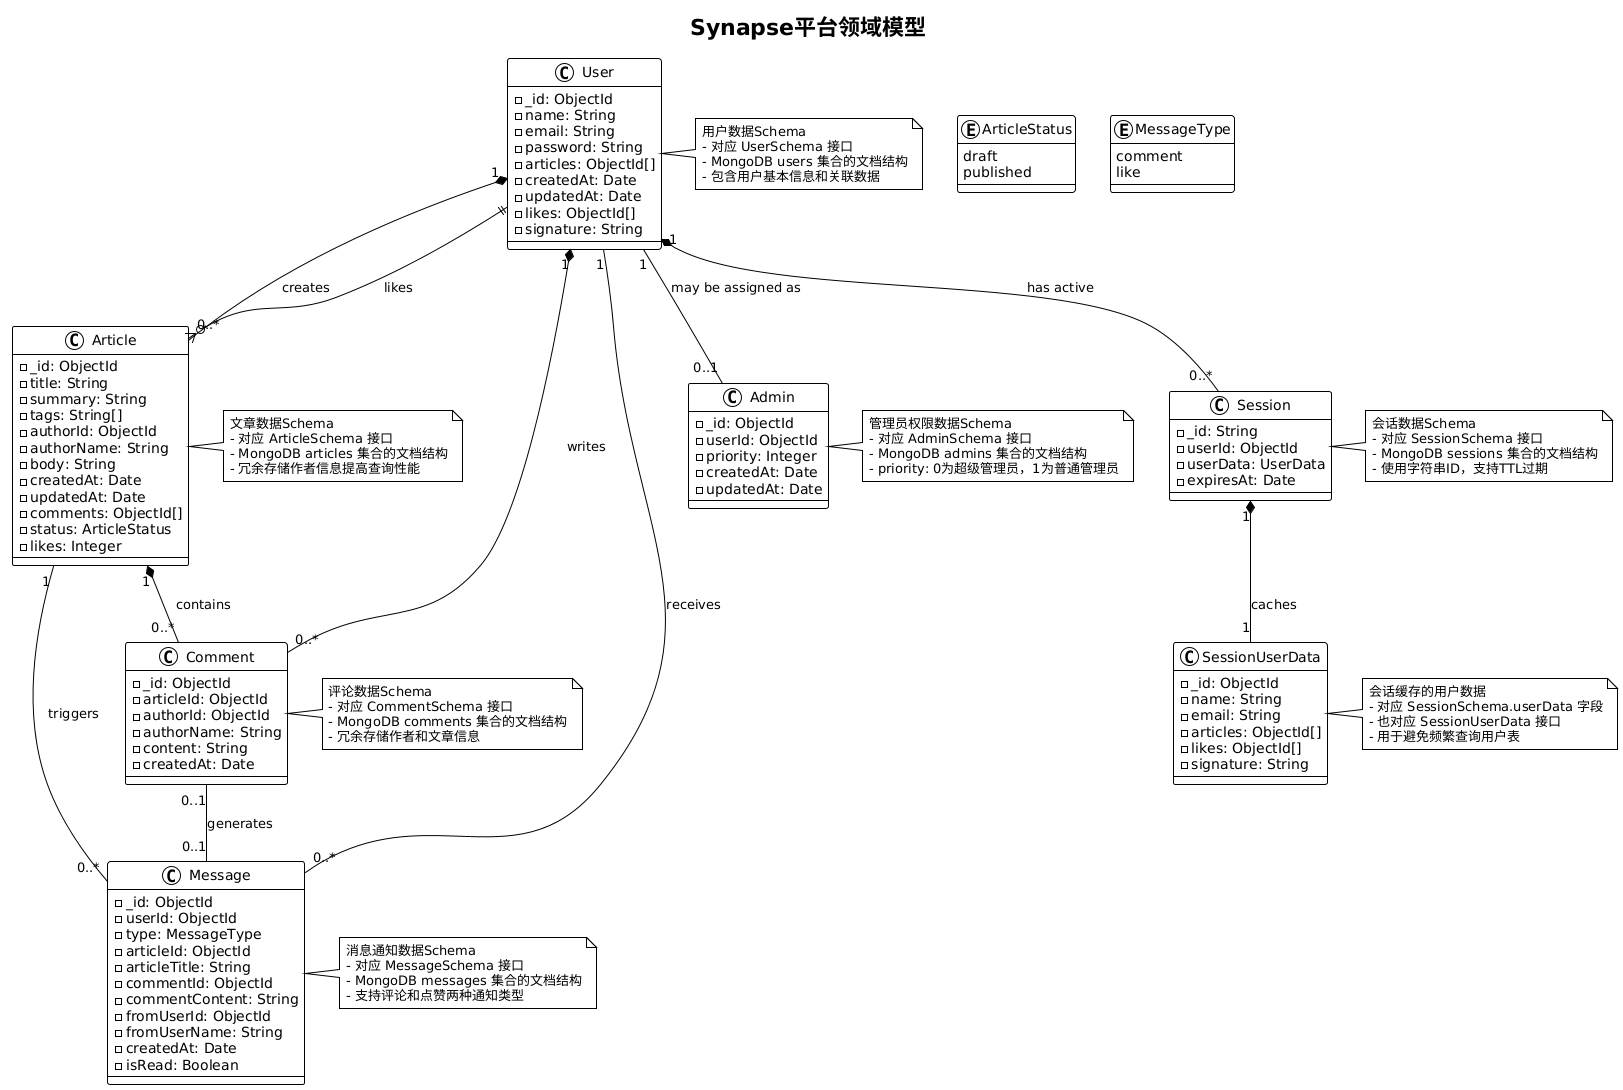 Synapse平台领域模型
C User
_id: ObjectId
name: String
email: String
password: String
articles: ObjectId[]
createdAt: Date
updatedAt: Date
likes: ObjectId[]
signature: String
用户数据Schema
- 对应 UserSchema 接口
- MongoDB users 集合的文档结构
- 包含用户基本信息和关联数据
E ArticleStatus
draft
published
E MessageType
comment
like
1
1
1
1
1
creates
likes
may be assigned as
has active
0..*
0..1
0..*
C Article
_id: ObjectId
title: String
summary: String
tags: String[]
authorId: ObjectId
authorName: String
body: String
createdAt: Date
updatedAt: Date
comments: ObjectId[]
status: ArticleStatus
likes: Integer
文章数据Schema
- 对应 ArticleSchema 接口
- MongoDB articles 集合的文档结构
- 冗余存储作者信息提高查询性能
writes
C Admin
_id: ObjectId
userId: ObjectId
priority: Integer
createdAt: Date
updatedAt: Date
管理员权限数据Schema
- 对应 AdminSchema 接口
- MongoDB admins 集合的文档结构
- priority: 0为超级管理员，1为普通管理员
C Session
_id: String
userId: ObjectId
userData: UserData
expiresAt: Date
会话数据Schema
- 对应 SessionSchema 接口
- MongoDB sessions 集合的文档结构
- 使用字符串ID，支持TTL过期
1
1
1
contains
receives
caches
0..*
0..*
1
C Comment
_id: ObjectId
articleId: ObjectId
authorId: ObjectId
authorName: String
content: String
createdAt: Date
评论数据Schema
- 对应 CommentSchema 接口
- MongoDB comments 集合的文档结构
- 冗余存储作者和文章信息
C SessionUserData
_id: ObjectId
name: String
email: String
articles: ObjectId[]
likes: ObjectId[]
signature: String
会话缓存的用户数据
- 对应 SessionSchema.userData 字段
- 也对应 SessionUserData 接口
- 用于避免频繁查询用户表
triggers
0..1
generates
0..1
0..*
0..*
C Message
_id: ObjectId
userId: ObjectId
type: MessageType
articleId: ObjectId
articleTitle: String
commentId: ObjectId
commentContent: String
fromUserId: ObjectId
fromUserName: String
createdAt: Date
isRead: Boolean
消息通知数据Schema
- 对应 MessageSchema 接口
- MongoDB messages 集合的文档结构
- 支持评论和点赞两种通知类型